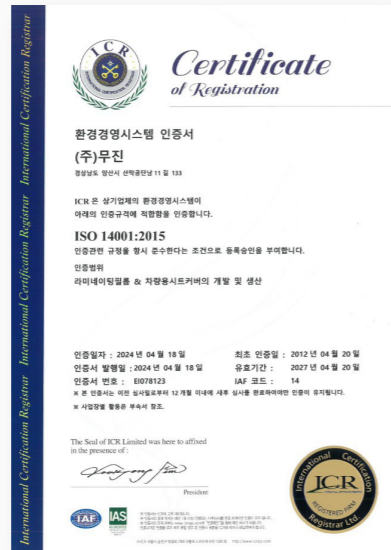 International Certification Registrar International Certification Registrar International Certification Registrar
ICR
Certificate
of Registration
환경경영시스템 인증서
(주)무진
경상남도 양산시 산막공단남 11 길 133
ICR 은 상기업체의 환경경영시스템이
아래의 인증규격에 적합함을 인증합니다.
ISO 14001:2015
인증관련 규정을 항시 준수한다는 조건으로 등록승인을 부여합니다.
인증범위
라미네이팅필름 & 차량용시트커버의 개발 및 생산
인증일자 : 2024 년 04 월 18 일 최초 인증일 : 2012 년 04 월 20 일
인증서 발행일 : 2024 년 04 월 18 일 유효기간 : 2027 년 04 월 20 일
인증서 번호 : EI078123 IAF 코드 : 14
※ 본 인증서는 이전 심사일로부터 12 개월 이내에 사후 심사를 완료하여야만 인증이 유지됩니다.
※ 사업장별 활동은 부속서 참조.
The Seal of ICR Limited was here to affixed
in the presence of :
President
IAF
IAS
International Certification
ICR
REGISTERED FIRM
Registrar Ltd.